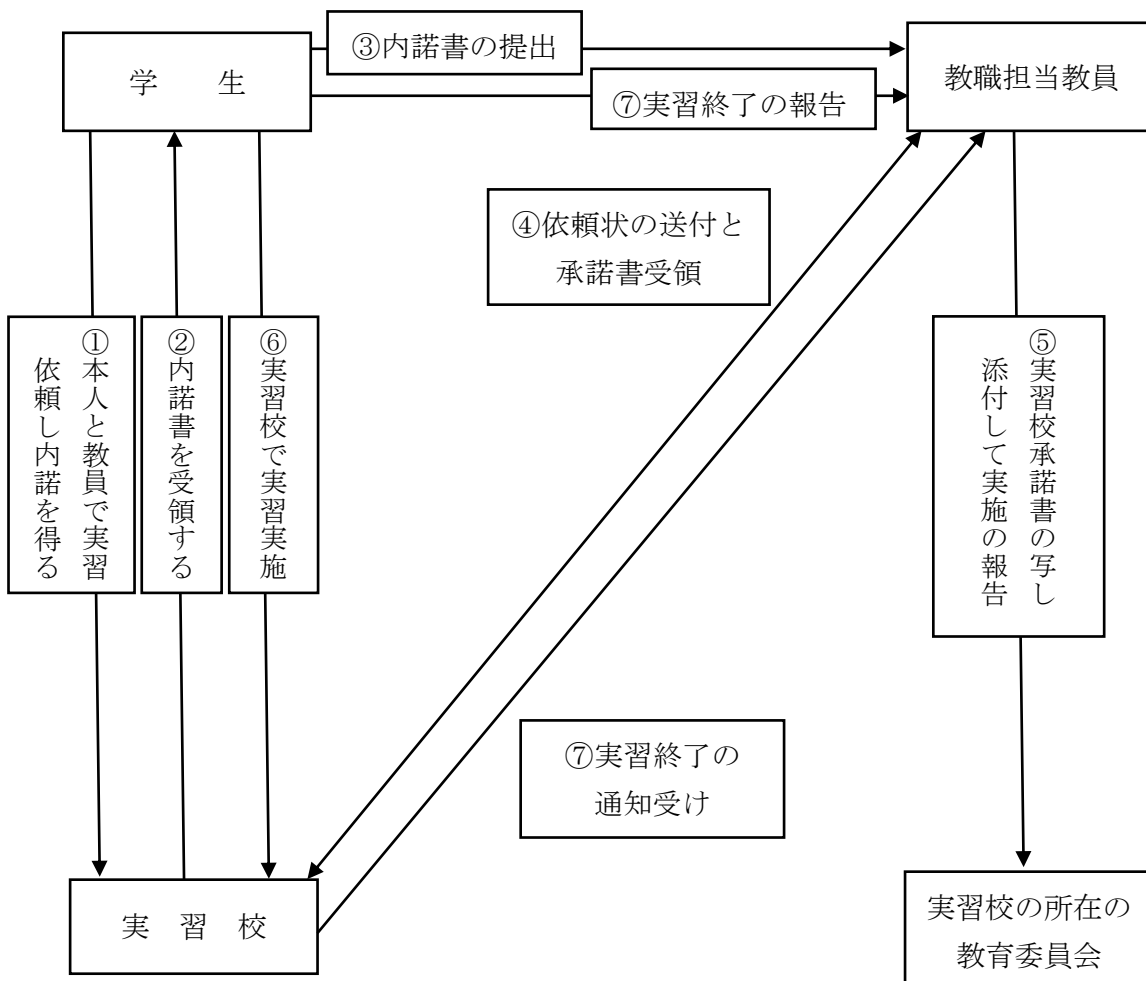 学　　生
③内諾書の提出
教職担当教員
⑦実習終了の報告
④依頼状の送付と
承諾書受領
①本人と教員で実習
依頼し内諾を得る
②内諾書を受領する
⑥実習校で実習実施
⑤実習校承諾書の写し
添付して実施の報告
⑦実習終了の
通知受け
実　習　校
実習校の所在の
教育委員会